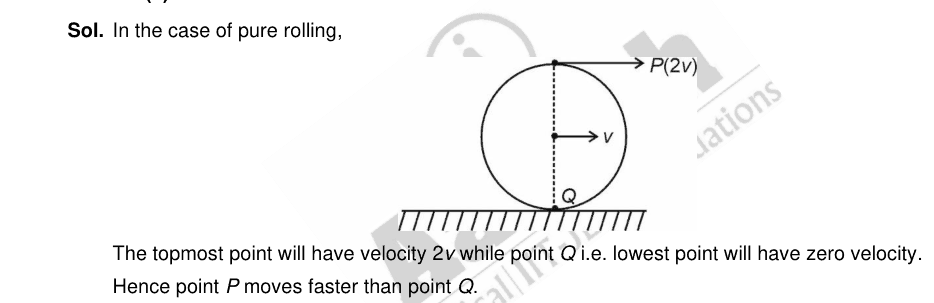 Sol. In the case of pure rolling,
P(2v)
v
Q
The topmost point will have velocity 2v while point Q i.e. lowest point will have zero velocity.
Hence point P moves faster than point Q.